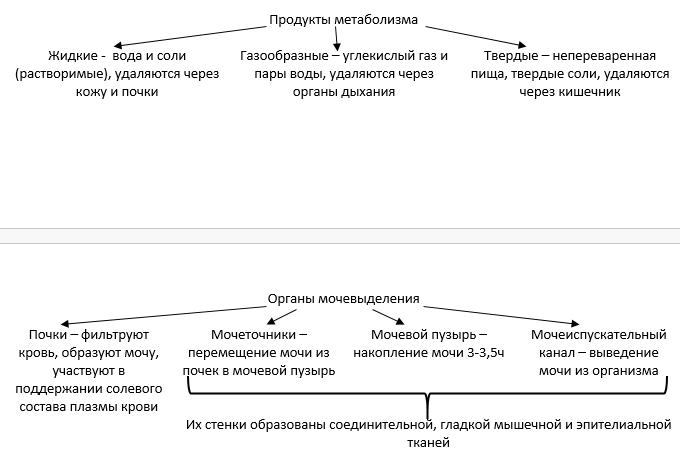 Продукты метаболизма
Жидкие - вода и соли
(растворимые), удаляются через
кожу и почки
Газообразные – углекислый газ и
пары воды, удаляются через
органы дыхания
Твердые – непереваренная
пища, твердые соли, удаляются
через кишечник
Органы мочевыделения
Почки – фильтруют
кровь, образуют мочу,
участвуют в
поддержании солевого
состава плазмы крови
Мочеточники –
перемещение мочи из
почек в мочевой пузырь
Мочевой пузырь –
накопление мочи 3-3,5ч
Мочеиспускательный
канал – выведение
мочи из организма
Их стенки образованы соединительной, гладкой мышечной и эпителиальной
тканей